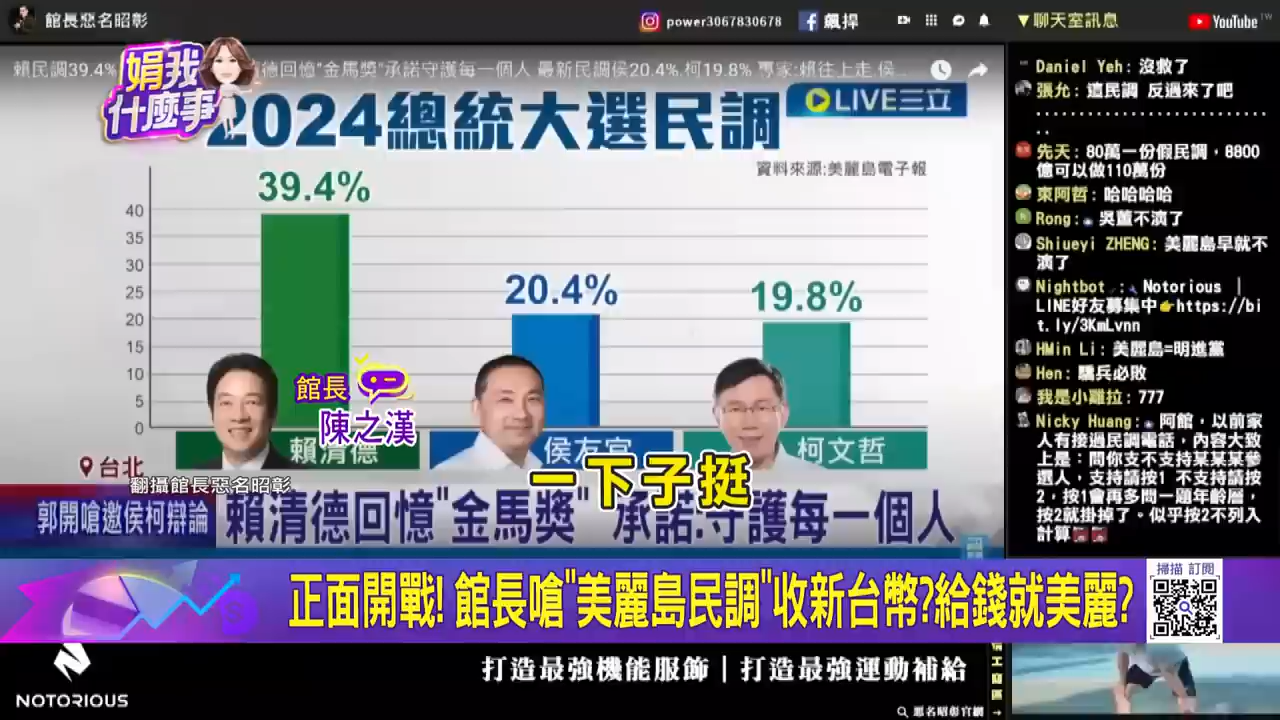 館長惡名昭彰
power3067830678
飆捍
▼聊天室訊息
YouTube TW
賴民調39.4%
德回憶"金馬獎"承諾守護每一個人 最新民調侯20.4%.柯19.8% 專家:賴往上走.侯...
娟我
什麼事
2024總統大選民調
LIVE三立
資料來源:美麗島電子報
39.4%
20.4%
19.8%
40
35
30
25
20
15
10
5
0
館長
陳之漢
賴清德
侯友宜
柯文哲
台北
翻攝館長惡名昭彰
一下子挺
郭開嗆邀侯柯辯論
賴清德回憶"金馬獎" 承諾:守護每一個人
Daniel Yeh: 沒救了
張允: 這民調 反過來了吧
先天: 80萬一份假民調,8800
億可以做110萬份
東阿哲: 哈哈哈哈
Rong: 吳董不演了
Shiueyi ZHENG: 美麗島早就不
演了
Nightbot : Notorious |
LINE好友募集中👉https://bi
t.ly/3KmLvnn
HMin Li: 美麗島=明進黨
Hen: 驕兵必敗
我是小雞拉: 777
Nicky Huang: 阿館,以前家
人有接過民調電話,內容大致
上是:問你支不支持某某某參
選人,支持請按1 不支持請按
2,按1會再多問一題年齡層,
按2就掛掉了。似乎按2不列入
計算
正面開戰! 館長嗆"美麗島民調"收新台幣?給錢就美麗?
掃描 訂閱
NOTORIOUS
打造最強機能服飾|打造最強運動補給
惡名昭彰官網